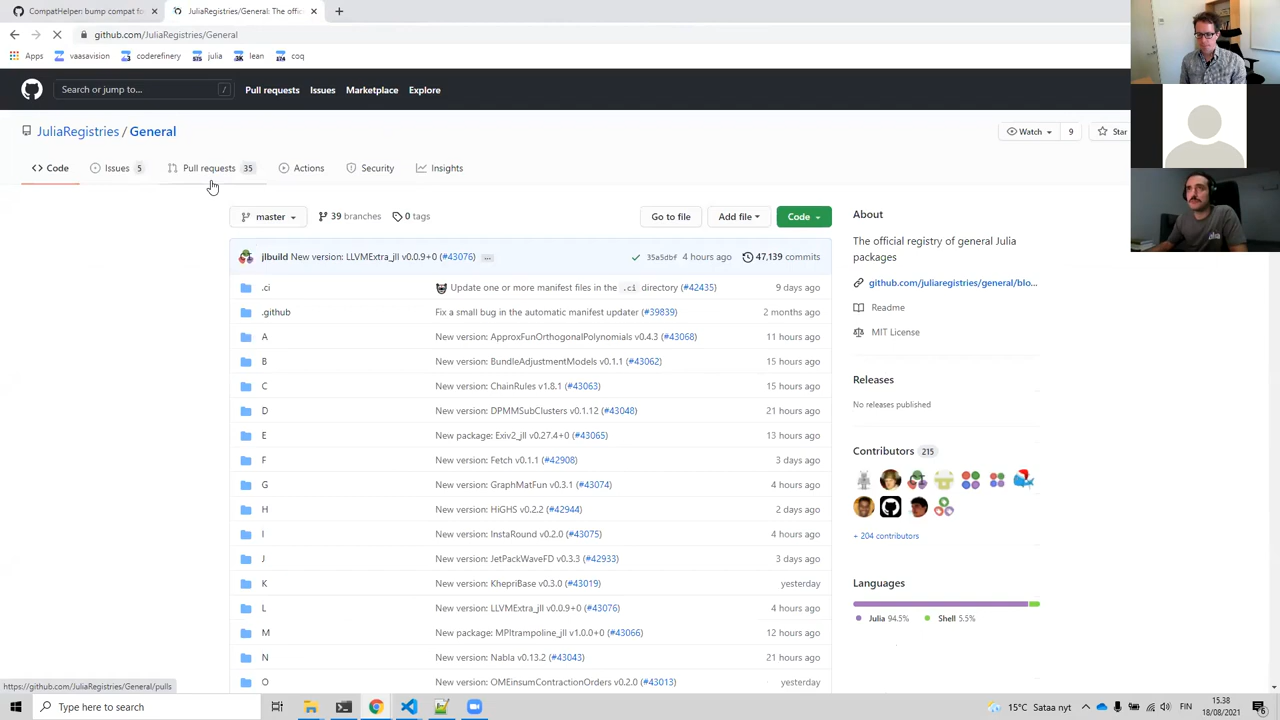 CompatHelper: bump compat fo
JuliaRegistries/General: The offi
github.com/JuliaRegistries/General
Apps
vaasavision
coderefinery
julia
lean
coq
Search or jump to...
/
Pull requests
Issues
Marketplace
Explore
JuliaRegistries / General
Watch
9
Star
Code
Issues 5
Pull requests 35
Actions
Security
Insights
master
39 branches
0 tags
Go to file
Add file
Code
jlbuild New version: LLVMExtra_jll v0.0.9+0 (#43076) ...
35a5dbf 4 hours ago
47,139 commits
.ci
Update one or more manifest files in the .ci directory (#42435)
9 days ago
.github
Fix a small bug in the automatic manifest updater (#39839)
2 months ago
A
New version: ApproxFunOrthogonalPolynomials v0.4.3 (#43068)
11 hours ago
B
New version: BundleAdjustmentModels v0.1.1 (#43062)
15 hours ago
C
New version: ChainRules v1.8.1 (#43063)
15 hours ago
D
New version: DPMMSubClusters v0.1.12 (#43048)
21 hours ago
E
New package: Exiv2_jll v0.27.4+0 (#43065)
13 hours ago
F
New version: Fetch v0.1.1 (#42908)
3 days ago
G
New version: GraphMatFun v0.3.1 (#43074)
4 hours ago
H
New version: HiGHS v0.2.2 (#42944)
2 days ago
I
New version: InstaRound v0.2.0 (#43075)
4 hours ago
J
New version: JetPackWaveFD v0.3.3 (#42933)
3 days ago
K
New version: KhepriBase v0.3.0 (#43019)
yesterday
L
New version: LLVMExtra_jll v0.0.9+0 (#43076)
4 hours ago
M
New package: MPItrampoline_jll v1.0.0+0 (#43066)
12 hours ago
N
New version: Nabla v0.13.2 (#43043)
21 hours ago
O
New version: OMEinsumContractionOrders v0.2.0 (#43013)
yesterday
About
The official registry of general Julia
packages
github.com/juliaregistries/general/blo...
Readme
MIT License
Releases
No releases published
Contributors 215
+ 204 contributors
Languages
Julia 94.5%
Shell 5.5%
https://github.com/JuliaRegistries/General/pulls
Type here to search
15°C Sataa nyt
FIN
15.38
18/08/2021